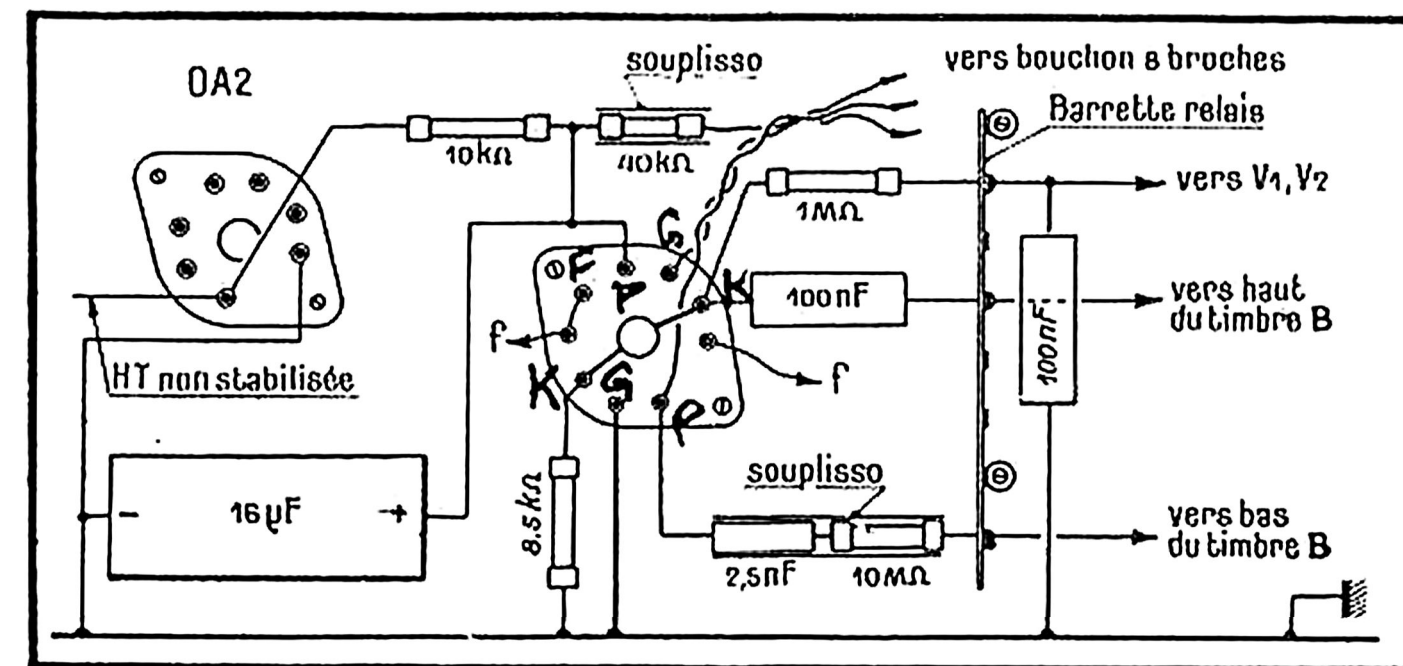 OA2
souplisso
vers bouchon 8 broches
Barrette relais
10kΩ
40kΩ
1MΩ
vers V1, V2
G
F
P
K
100nF
vers haut
du timbre B
100nF
f
f
HT non stabilisée
K
G
P
- 16µF +
8.5kΩ
souplisso
2,5nF
10MΩ
vers bas
du timbre B